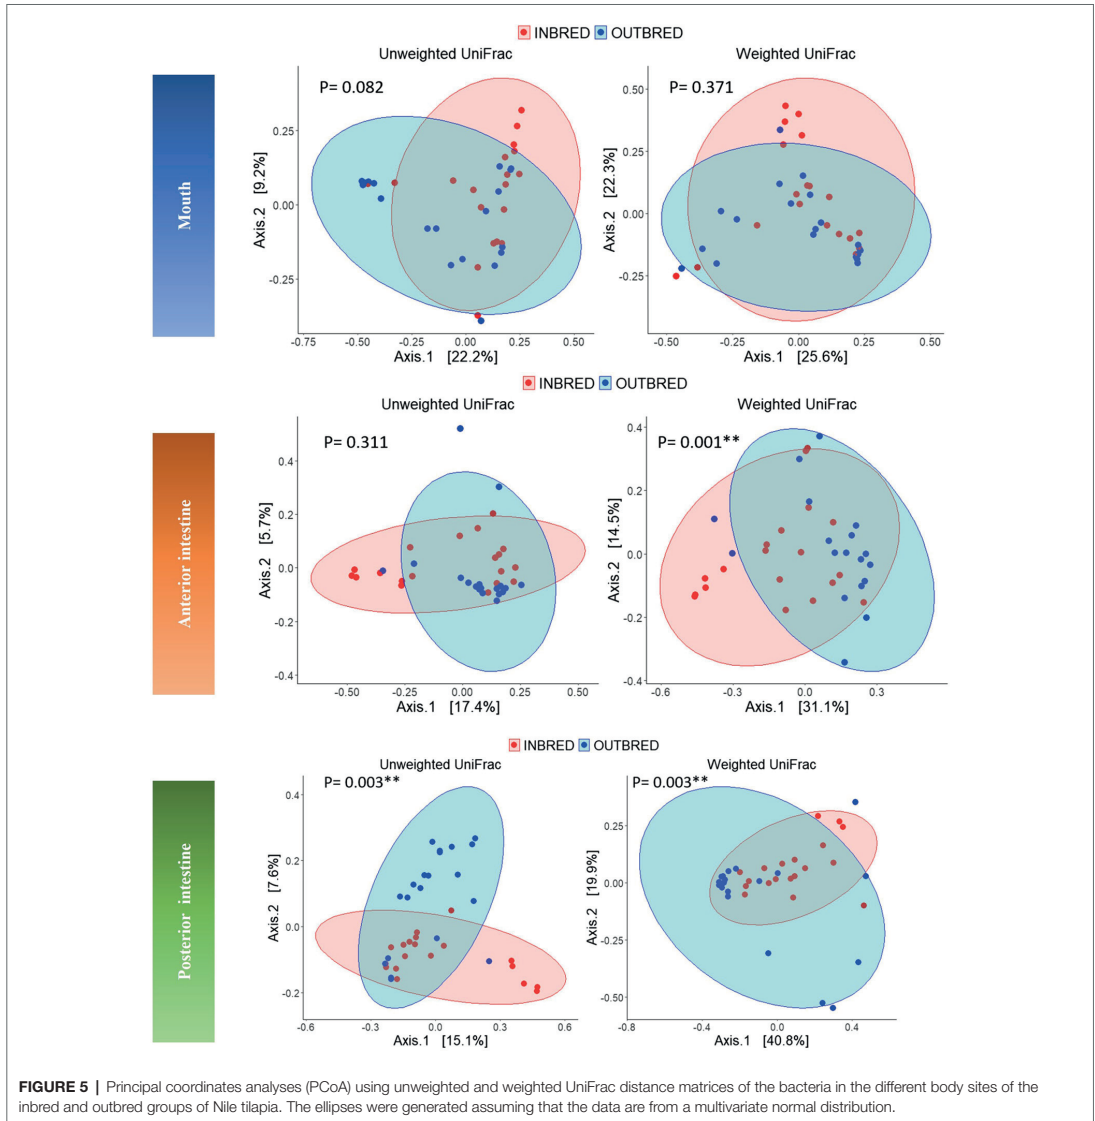 INBRED OUTBRED
Unweighted UniFrac
P= 0.082
0.25
0.00
-0.25
Axis.2 [9.2%]
-0.75 -0.50 -0.25 0.00 0.25 0.50
Axis.1 [22.2%]
Weighted UniFrac
P= 0.371
0.50
0.25
0.00
-0.25
Axis.2 [22.3%]
-0.50 -0.25 0.00 0.25 0.50
Axis.1 [25.6%]
Mouth
INBRED OUTBRED
Unweighted UniFrac
P= 0.311
0.4
0.2
0.0
-0.2
-0.4
Axis.2 [5.7%]
-0.50 -0.25 0.00 0.25 0.50
Axis.1 [17.4%]
Weighted UniFrac
P= 0.001**
0.4
0.2
0.0
-0.2
-0.4
Axis.2 [14.5%]
-0.6 -0.3 0.0 0.3
Axis.1 [31.1%]
Anterior intestine
INBRED OUTBRED
Unweighted UniFrac
P= 0.003**
0.4
0.2
0.0
-0.2
Axis.2 [7.6%]
-0.6 -0.3 0.0 0.3 0.6
Axis.1 [15.1%]
Weighted UniFrac
P= 0.003**
0.25
0.00
-0.25
-0.50
Axis.2 [19.9%]
-0.8 -0.4 0.0 0.4
Axis.1 [40.8%]
Posterior intestine
FIGURE 5 | Principal coordinates analyses (PCoA) using unweighted and weighted UniFrac distance matrices of the bacteria in the different body sites of the
inbred and outbred groups of Nile tilapia. The ellipses were generated assuming that the data are from a multivariate normal distribution.